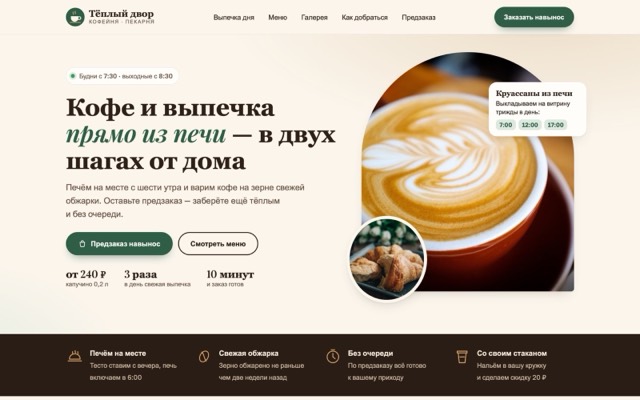 Тёплый двор
КОФЕЙНЯ · ПЕКАРНЯ
Выпечка дня
Меню
Галерея
Как добраться
Предзаказ
Заказать навынос
Будни с 7:30 · выходные с 8:30
Кофе и выпечка
прямо из печи — в двух
шагах от дома
Печём на месте с шести утра и варим кофе на зерне свежей
обжарки. Оставьте предзаказ — заберёте ещё тёплым
и без очереди.
Предзаказ навынос
Смотреть меню
от 240 ₽
капучино 0,2 л
3 раза
в день свежая выпечка
10 минут
и заказ готов
Круассаны из печи
Выкладываем на витрину
трижды в день:
7:00
12:00
17:00
Печём на месте
Тесто ставим с вечера, печь
включаем в 6:00
Свежая обжарка
Зерно обжарено не раньше
чем две недели назад
Без очереди
По предзаказу всё готово
к вашему приходу
Со своим стаканом
Нальём в вашу кружку
и сделаем скидку 20 ₽